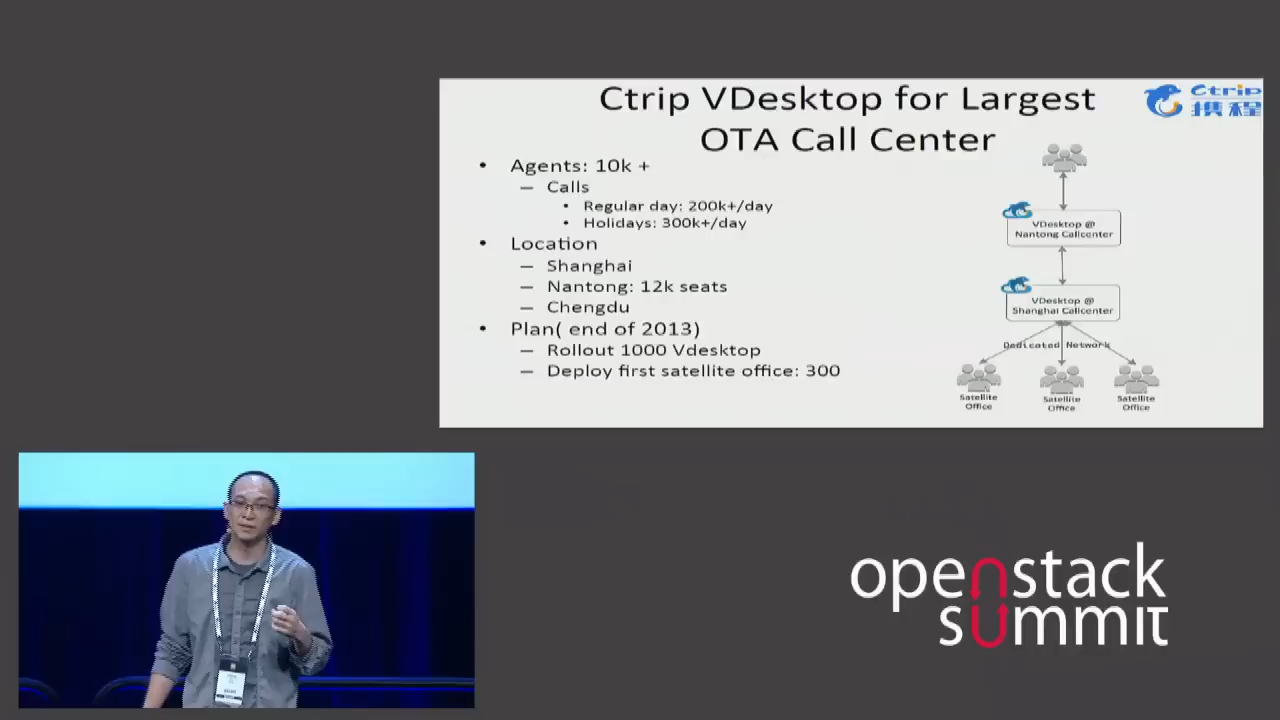 Ctrip VDesktop for Largest
OTA Call Center
Ctrip
携程
• Agents: 10k +
– Calls
• Regular day: 200k+/day
• Holidays: 300k+/day
• Location
– Shanghai
– Nantong: 12k seats
– Chengdu
• Plan( end of 2013)
– Rollout 1000 Vdesktop
– Deploy first satellite office: 300
VDesktop @
Nantong Callcenter
VDesktop @
Shanghai Callcenter
Dedicated Network
Satellite
Office
Satellite
Office
Satellite
Office
openstack
summit